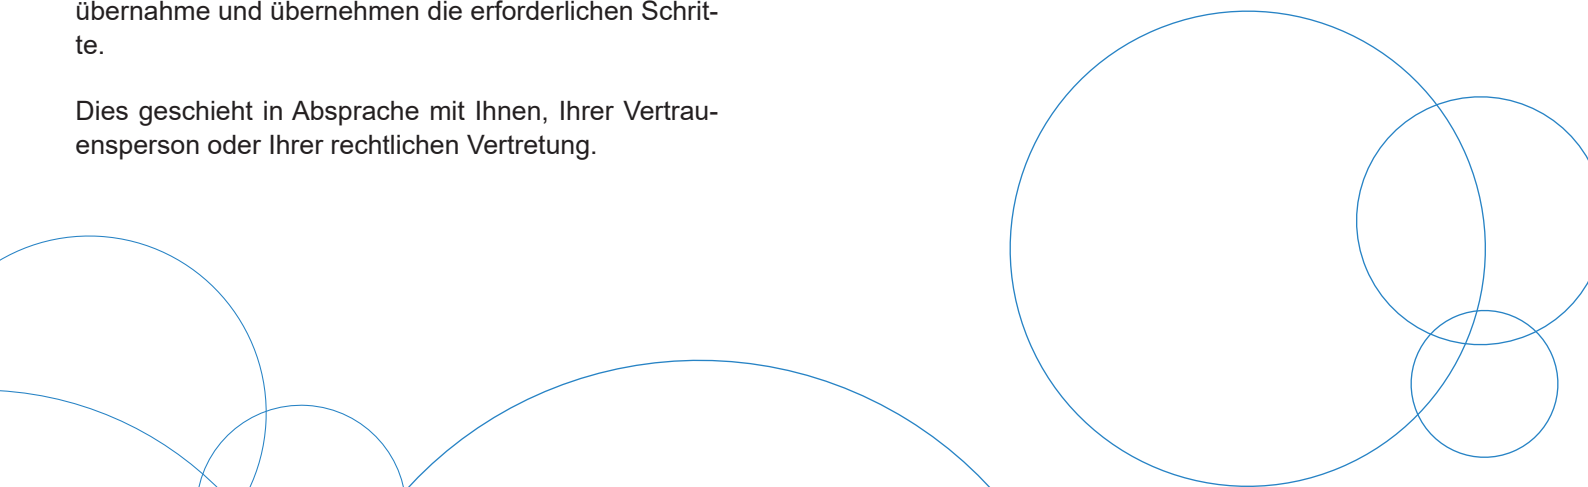 übernahme und übernehmen die erforderlichen Schrit-
te.
Dies geschieht in Absprache mit Ihnen, Ihrer Vertrau-
ensperson oder Ihrer rechtlichen Vertretung.